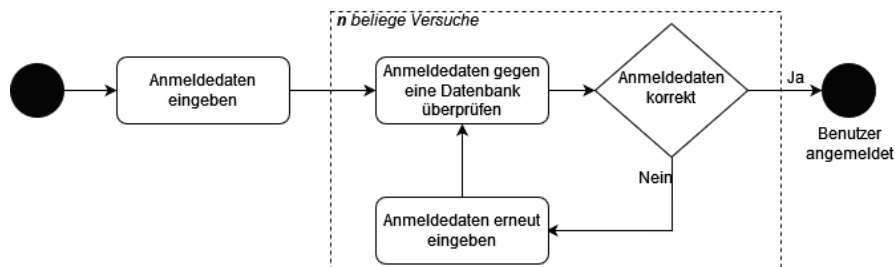 n beliege Versuche
Anmeldedaten
eingeben
Anmeldedaten gegen
eine Datenbank
überprüfen
Anmeldedaten
korrekt
Ja
Benutzer
angemeldet
Nein
Anmeldedaten erneut
eingeben